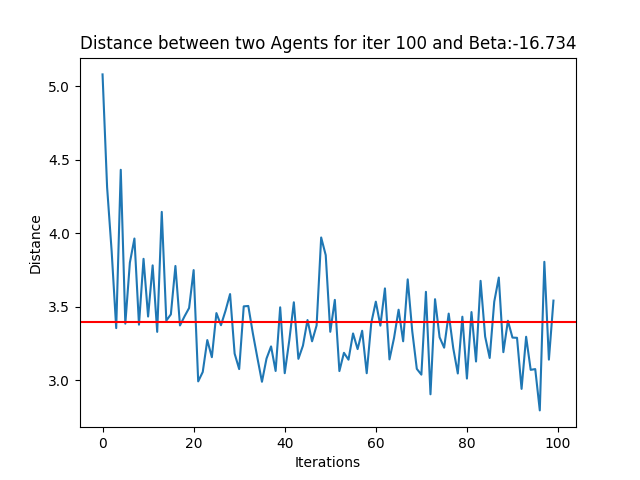 Distance between two Agents for iter 100 and Beta:-16.734
5.0
4.5
4.0
3.5
3.0
Distance
0 20 40 60 80 100
Iterations